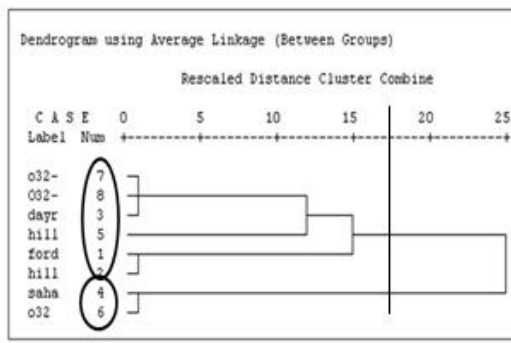 Dendrogram using Average Linkage (Between Groups)
Rescaled Distance Cluster Combine
C A S E 0 5 10 15 20 25
Label Num
o32- 7
O32- 8
dayr 3
hill 5
ford 1
hill 2
saha 4
o32 6